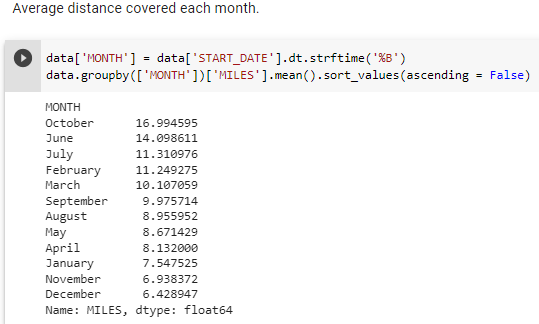 Average distance covered each month.
data['MONTH'] = data['START_DATE'].dt.strftime('%B')
data.groupby(['MONTH'])['MILES'].mean().sort_values(ascending = False)
MONTH
October      16.994595
June         14.098611
July         11.310976
February     11.249275
March        10.107059
September     9.975714
August        8.955952
May           8.671429
April         8.132000
January       7.547525
November      6.938372
December      6.428947
Name: MILES, dtype: float64